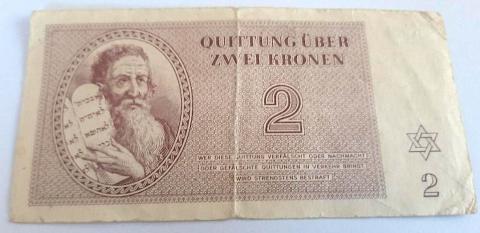 QUITTUNG ÜBER
ZWEI KRONEN
2
WER DIESE QUITTUNG VERFÄLSCHT ODER NACHMACHT
ODER GEFÄLSCHTE QUITTUNGEN IN VERKEHR BRINGT,
WIRD STRENGSTENS BESTRAFT.
2